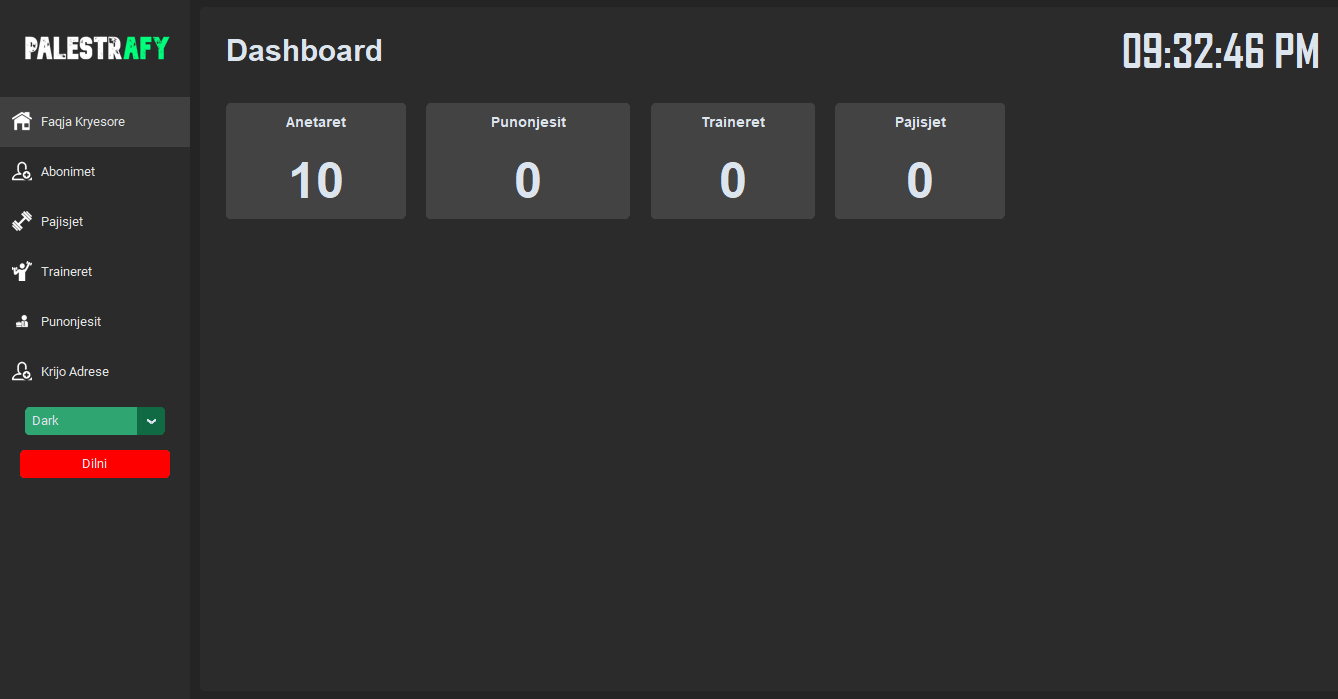 PALESTRAFY
Faqja Kryesore
Abonimet
Pajisjet
Traineret
Punonjesit
Krijo Adrese
Dark
Dilni
Dashboard
09:32:46 PM
Anetaret
10
Punonjesit
0
Traineret
0
Pajisjet
0